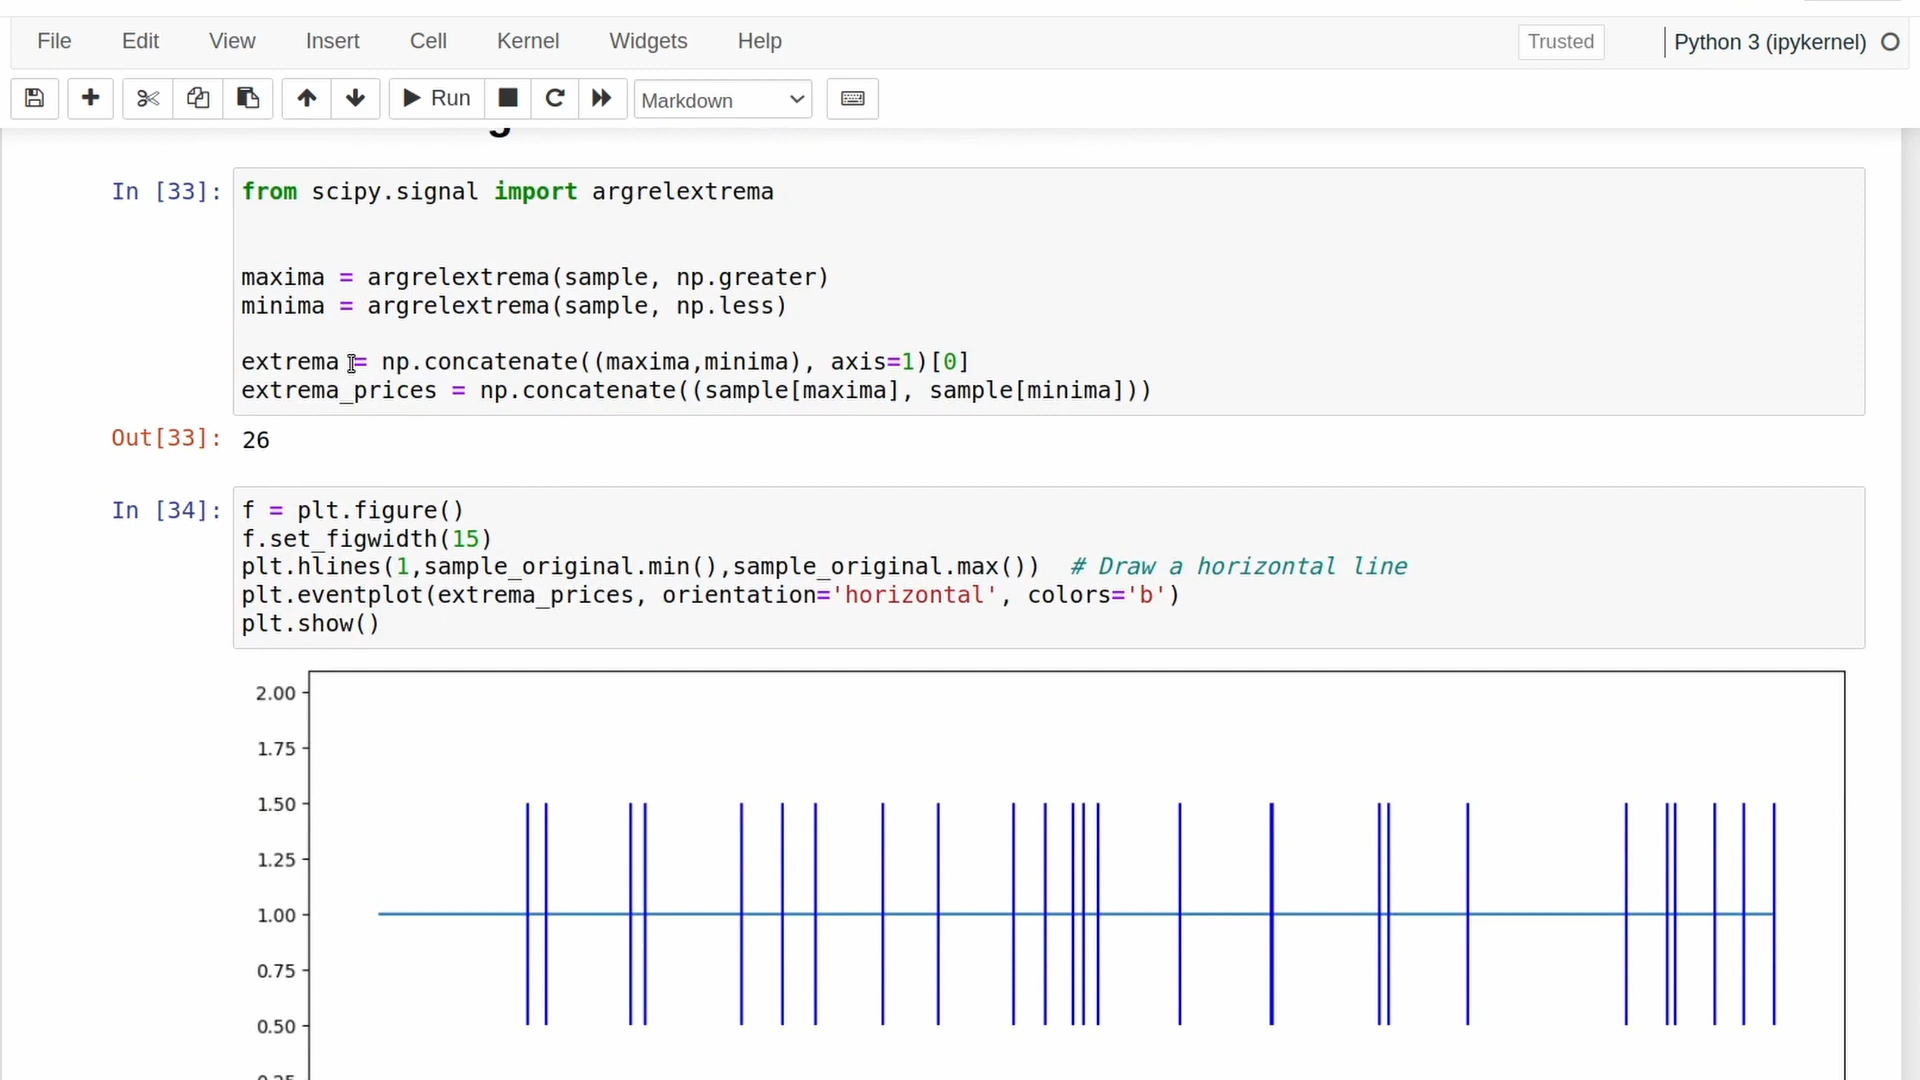 File Edit View Insert Cell Kernel Widgets Help Trusted Python 3 (ipykernel)
Run Markdown
In [33]: from scipy.signal import argrelextrema
maxima = argrelextrema(sample, np.greater)
minima = argrelextrema(sample, np.less)
extrema = np.concatenate((maxima,minima), axis=1)[0]
extrema_prices = np.concatenate((sample[maxima], sample[minima]))
Out[33]: 26
In [34]: f = plt.figure()
f.set_figwidth(15)
plt.hlines(1,sample_original.min(),sample_original.max())  # Draw a horizontal line
plt.eventplot(extrema_prices, orientation='horizontal', colors='b')
plt.show()
2.00
1.75
1.50
1.25
1.00
0.75
0.50